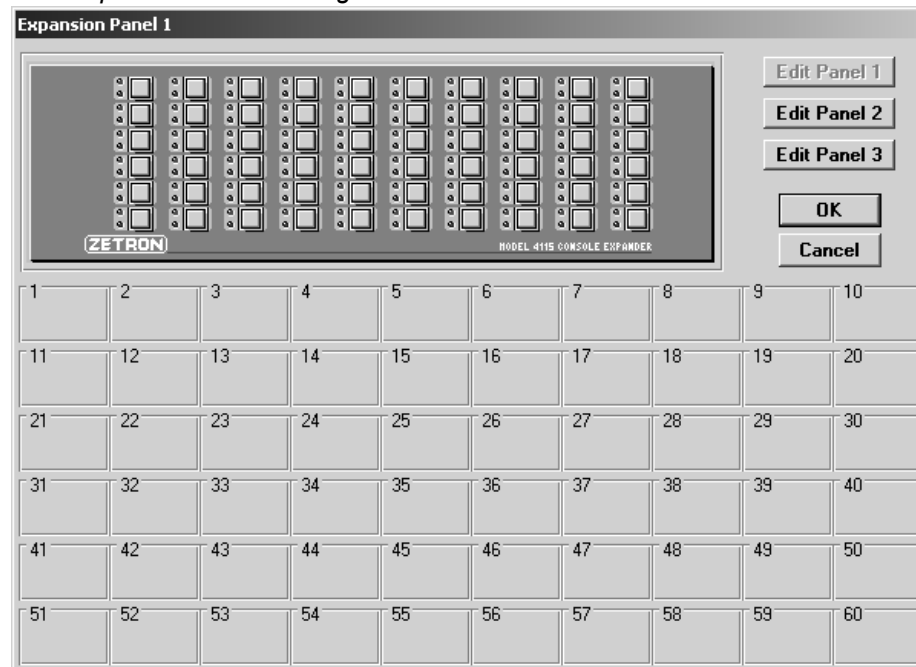 Expansion Panel 1
Edit Panel 1
Edit Panel 2
Edit Panel 3
OK
Cancel
ZETRON
MODEL 4115 CONSOLE EXPANDER
1 2 3 4 5 6 7 8 9 10
11 12 13 14 15 16 17 18 19 20
21 22 23 24 25 26 27 28 29 30
31 32 33 34 35 36 37 38 39 40
41 42 43 44 45 46 47 48 49 50
51 52 53 54 55 56 57 58 59 60